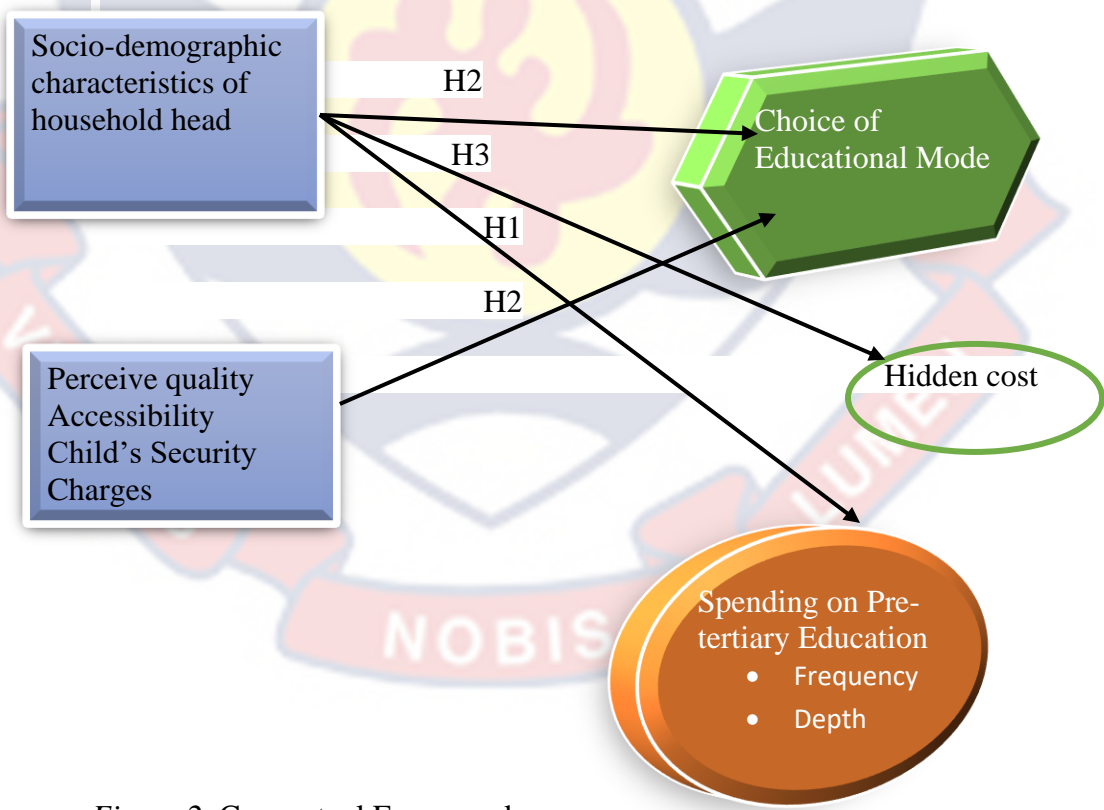 Socio-demographic
characteristics of
household head
H2
H3
H1
H2
Choice of
Educational Mode
Perceive quality
Accessibility
Child’s Security
Charges
Hidden cost
Spending on Pre-
tertiary Education
• Frequency
• Depth
NOBIS
LUMEN